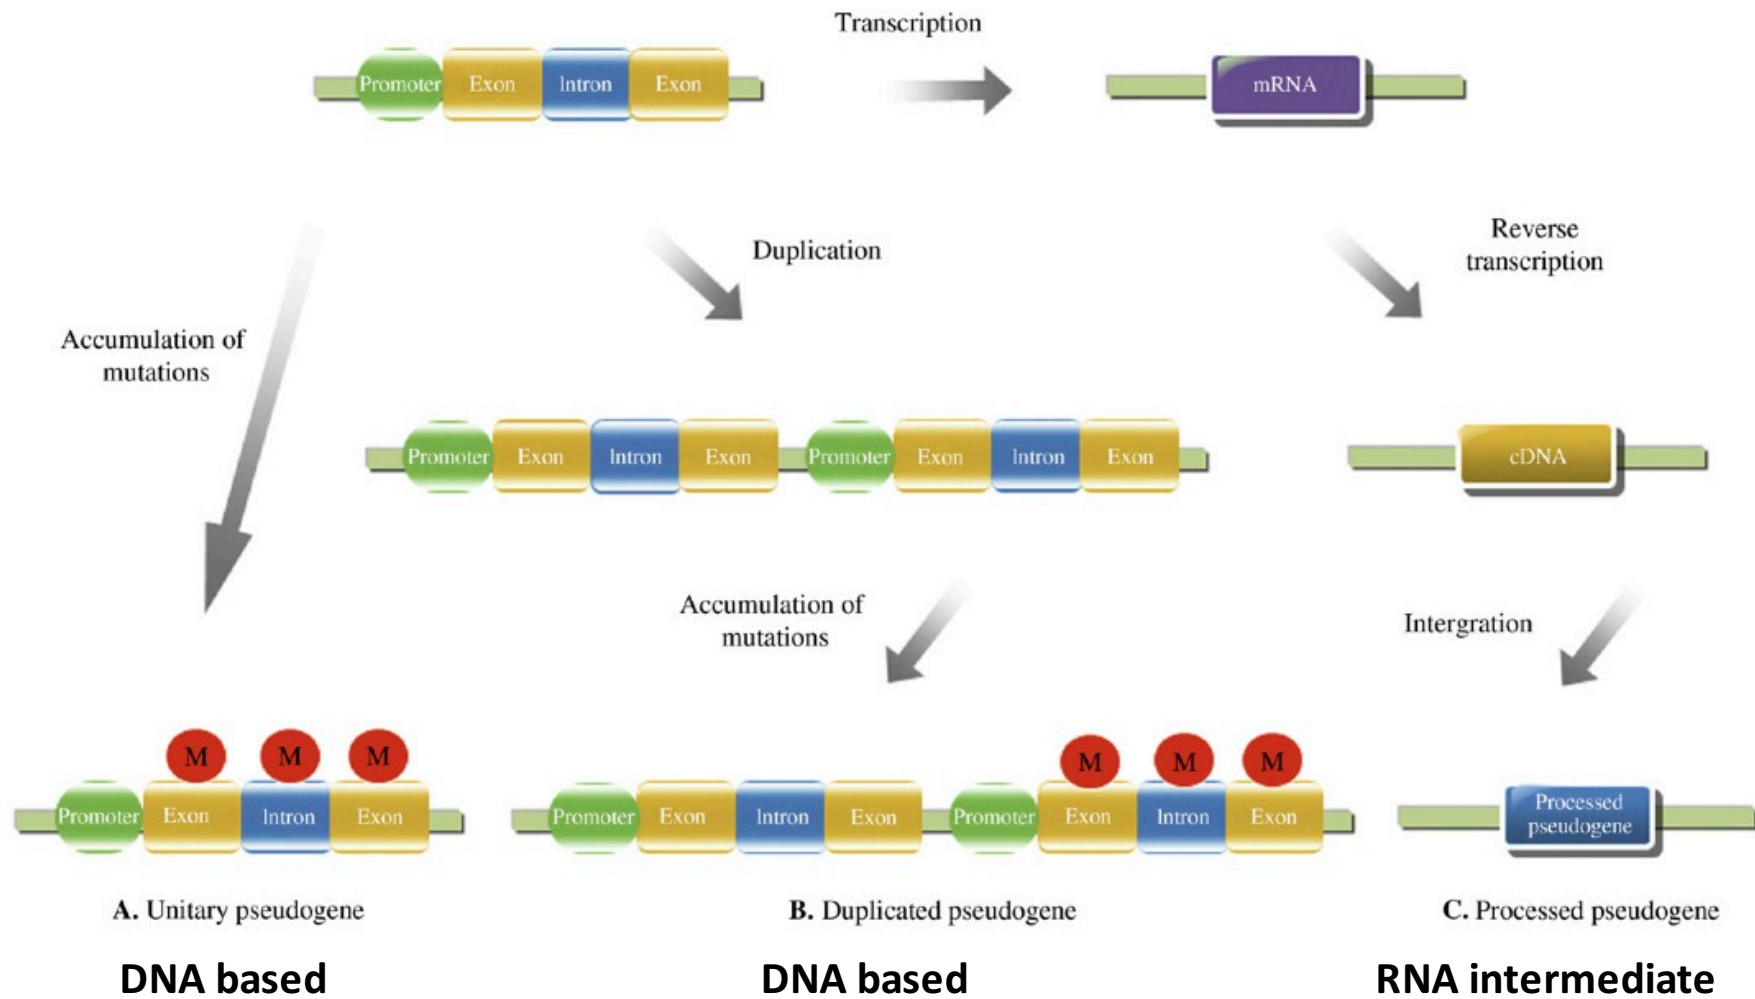 Transcription
Promoter Exon Intron Exon
mRNA
Duplication
Reverse
transcription
Accumulation of
mutations
Promoter Exon Intron Exon Promoter Exon Intron Exon
cDNA
Accumulation of
mutations
Intergration
M M M
M M M
Promoter Exon Intron Exon
Promoter Exon Intron Exon Promoter Exon Intron Exon
Processed
pseudogene
A. Unitary pseudogene
B. Duplicated pseudogene
C. Processed pseudogene
DNA based
DNA based
RNA intermediate